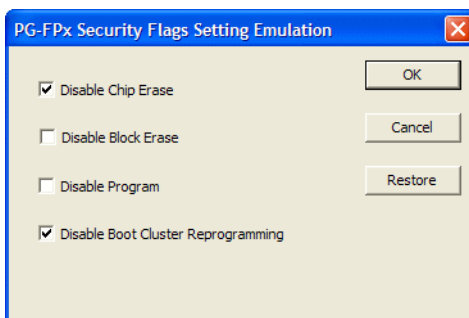 PG-FPx Security Flags Setting Emulation
Disable Chip Erase
OK
Disable Block Erase
Cancel
Disable Program
Restore
Disable Boot Cluster Reprogramming